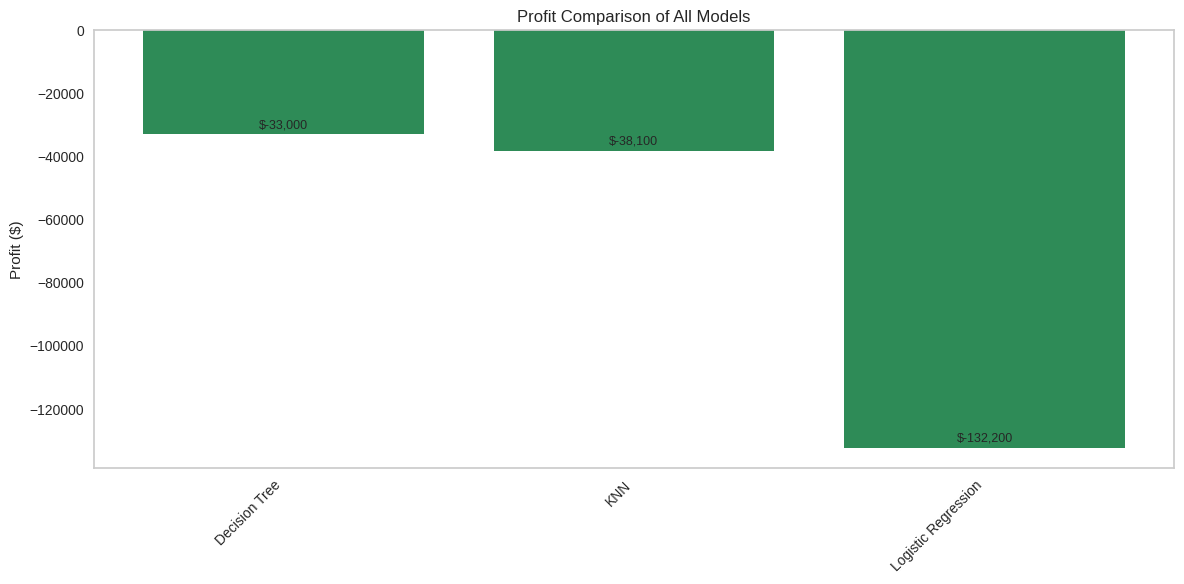 Profit Comparison of All Models
Profit ($)
0
−20000
−40000
−60000
−80000
−100000
−120000
$-33,000
$-38,100
$-132,200
Decision Tree
KNN
Logistic Regression